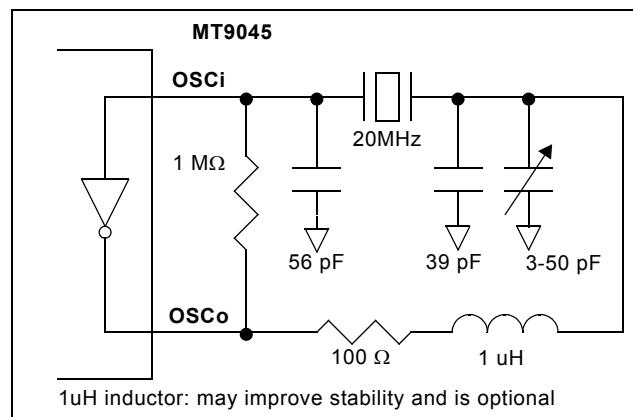 MT9045
OSCi
20MHz
1 MΩ
56 pF
39 pF
3-50 pF
OSCo
100 Ω
1 uH
1uH inductor: may improve stability and is optional